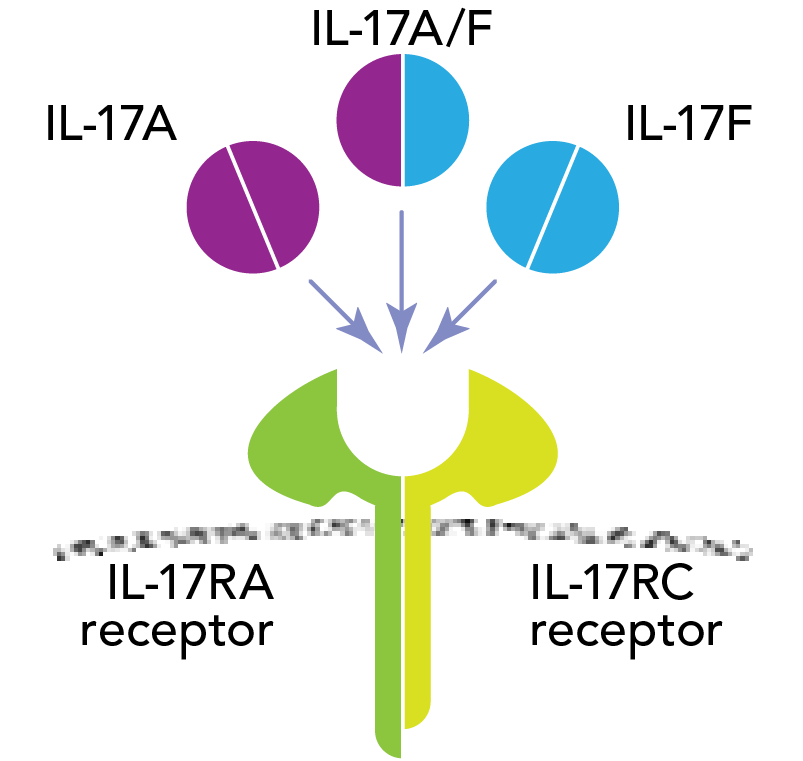 IL-17A/F
IL-17A
IL-17F
IL-17RA
receptor
IL-17RC
receptor